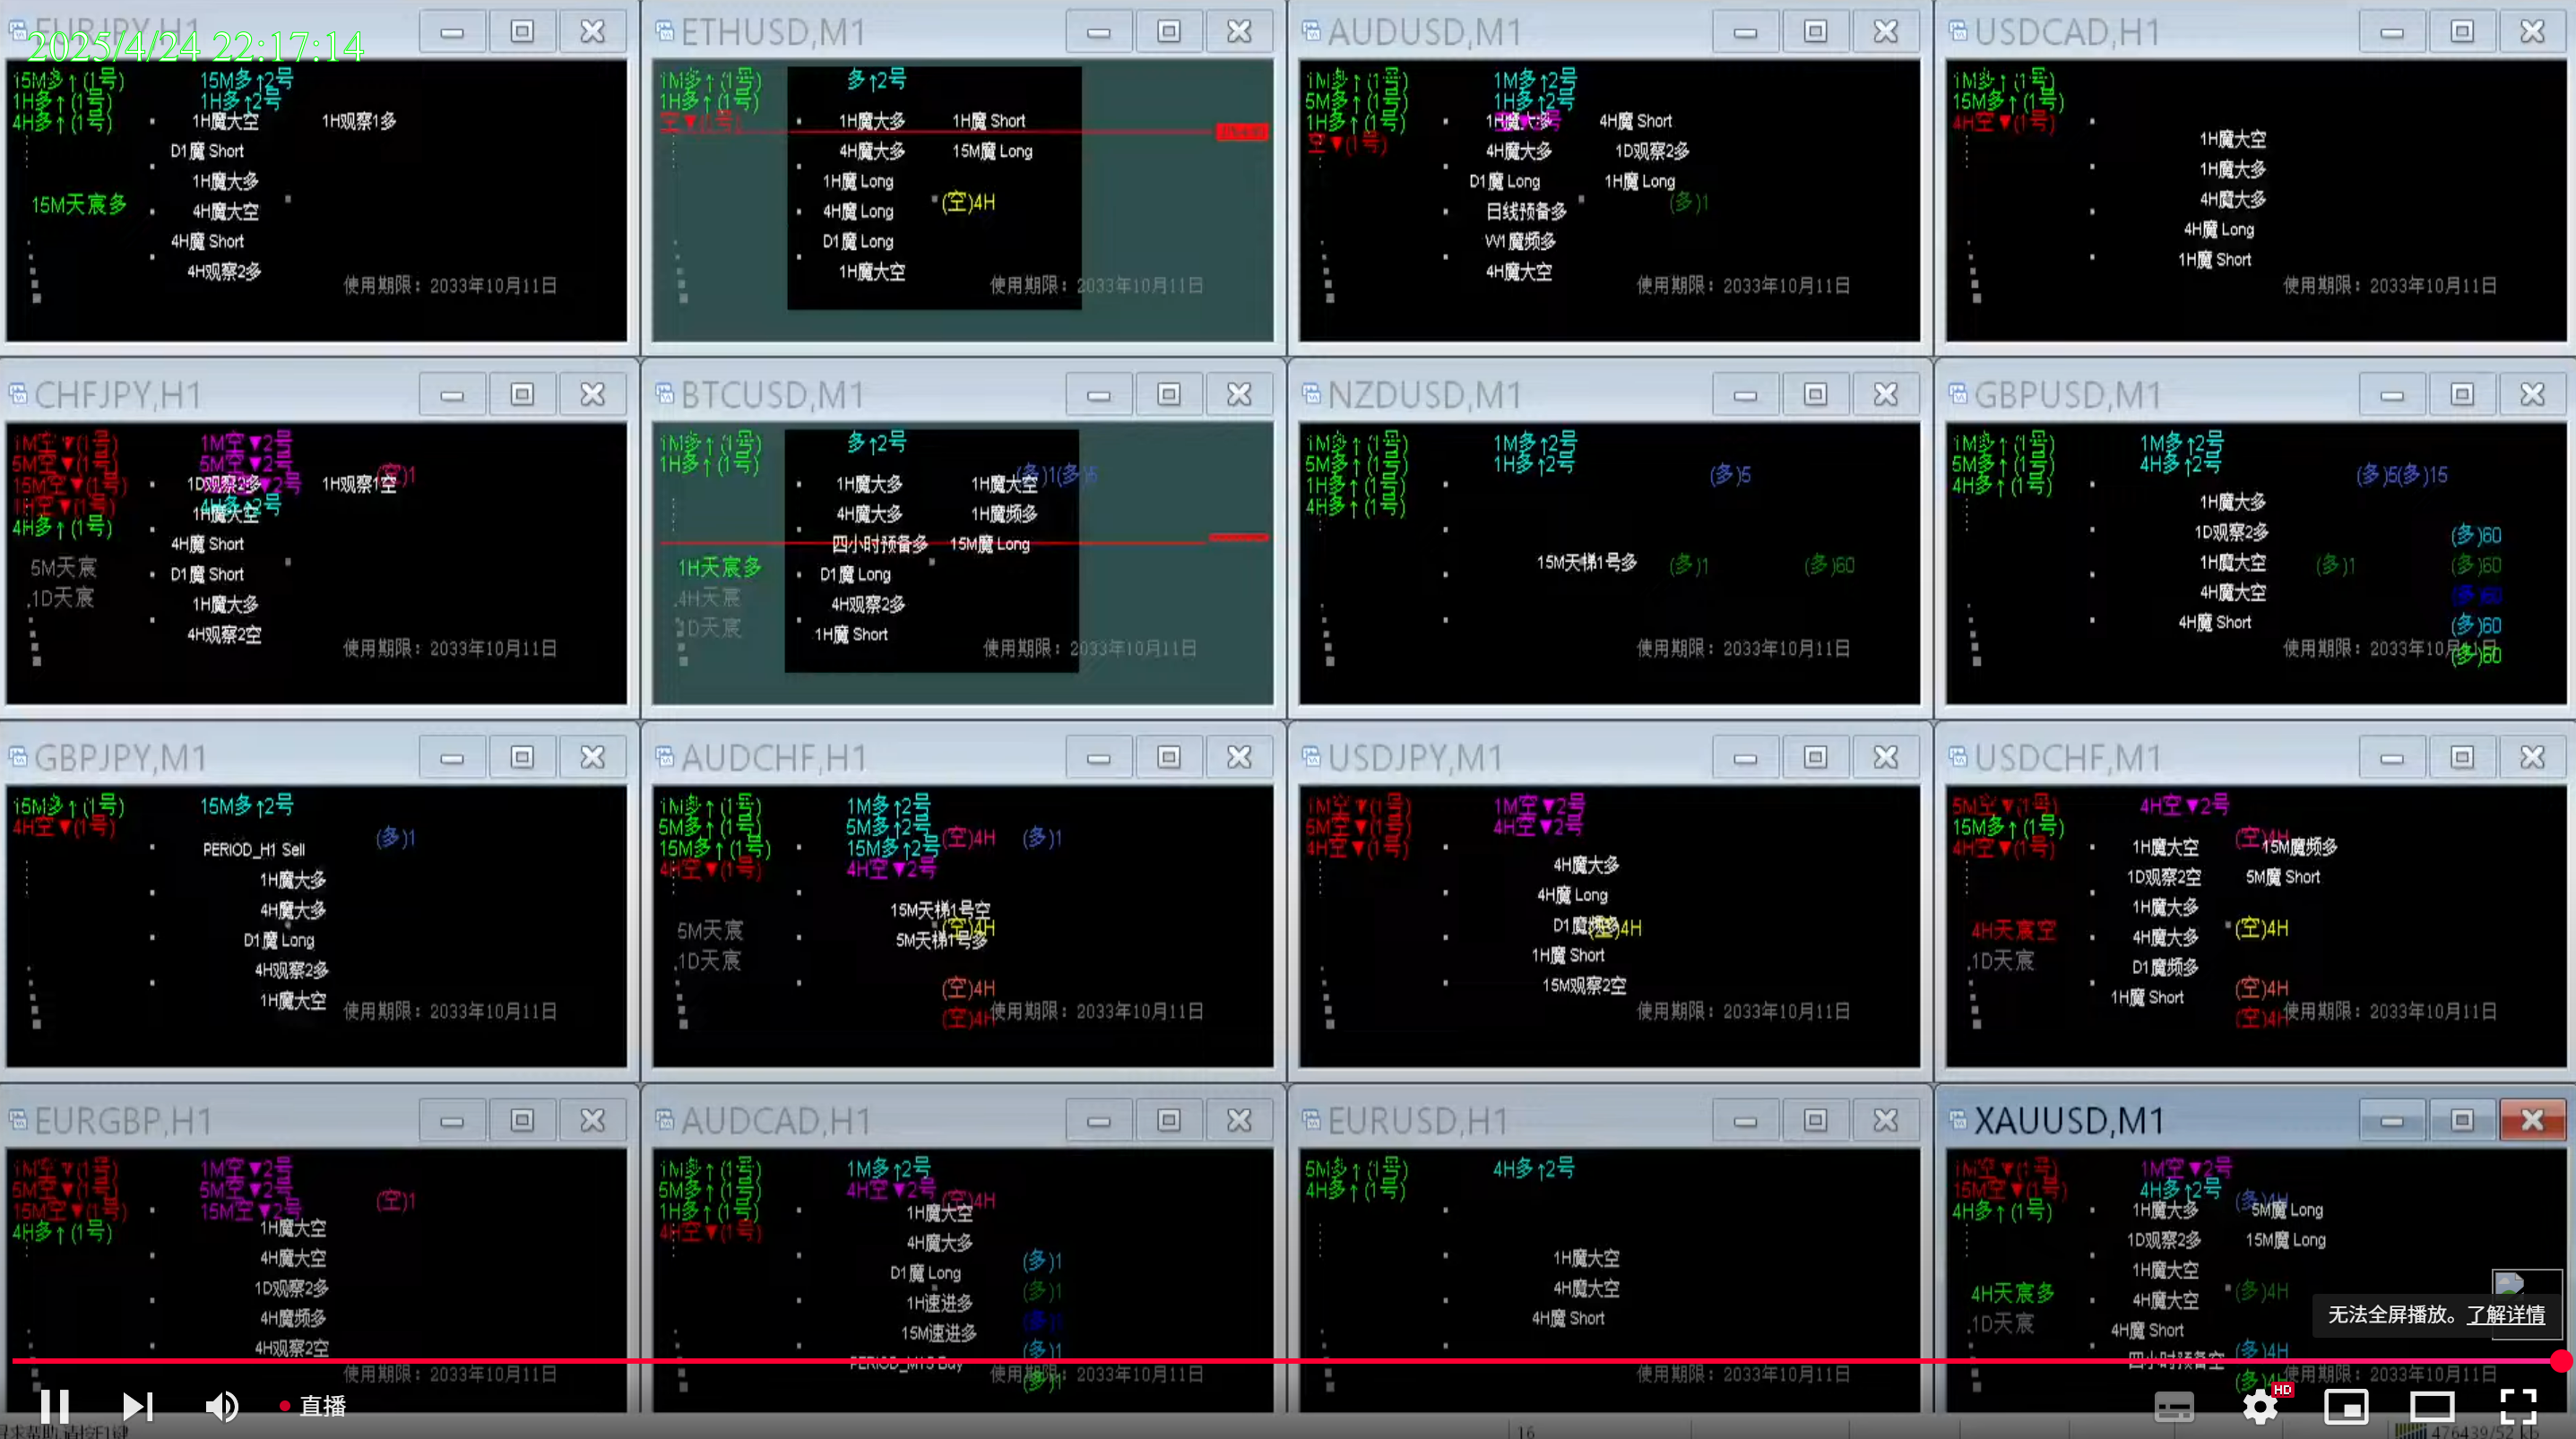 2025/4/24 22:17:14
EURJPY,H1
15M多↑(1号) 15M多↑2号
1H多↑(1号) 1H多↑2号
4H多↑(1号) 1H魔大空 1H观察1多
D1魔 Short
1H魔大多
15M天宸多 4H魔大空
4H魔 Short
4H观察2多
使用期限：2033年10月11日
ETHUSD,M1
1M多↑(1号) 多↑2号
1H多↑(1号)
空▼(1号) 1H魔大多 1H魔 Short
4H魔大多 15M魔 Long
1H魔 Long
(空)4H
4H魔 Long
D1魔 Long
1H魔大空
使用期限：2033年10月11日
AUDUSD,M1
1M多↑(1号) 1M多↑2号
5M多↑(1号) 1H多↑2号
1H多↑(1号) 1H魔大多 4H魔 Short
空▼(1号) 4H魔大多 1D观察2多
D1魔 Long 1H魔 Long
日线预备多 (多)1
W1魔频多
4H魔大空
使用期限：2033年10月11日
USDCAD,H1
1M多↑(1号)
15M多↑(1号)
4H空▼(1号)
1H魔大空
1H魔大多
4H魔大多
4H魔 Long
1H魔 Short
使用期限：2033年10月11日
CHFJPY,H1
1M空▼(1号) 1M空▼2号
5M空▼(1号) 5M空▼2号
15M空▼(1号) 1D观察2多 1H观察1空 (空)1
1H空▼(1号) 4H多↑2号
4H多↑(1号) 1H魔大空
4H魔 Short
5M天宸 D1魔 Short
.1D天宸 1H魔大多
4H观察2空
使用期限：2033年10月11日
BTCUSD,M1
1M多↑(1号) 多↑2号
1H多↑(1号) (多)1(多)5
1H魔大多 1H魔大空
4H魔大多 1H魔频多
四小时预备多 15M魔 Long
1H天宸多 D1魔 Long
.4H天宸 4H观察2多
1D天宸 1H魔 Short
使用期限：2033年10月11日
NZDUSD,M1
1M多↑(1号) 1M多↑2号
5M多↑(1号) 1H多↑2号 (多)5
1H多↑(1号)
4H多↑(1号)
15M天梯1号多 (多)1 (多)60
使用期限：2033年10月11日
GBPUSD,M1
1M多↑(1号) 1M多↑2号
5M多↑(1号) 4H多↑2号 (多)5(多)15
4H多↑(1号)
1H魔大多
1D观察2多 (多)60
1H魔大空 (多)1 (多)60
4H魔大空 (多)60
4H魔 Short (多)60
使用期限：2033年10月11日 (多)60
GBPJPY,M1
15M多↑(1号) 15M多↑2号
4H空▼(1号) (多)1
PERIOD_H1 Sell
1H魔大多
4H魔大多
D1魔 Long
4H观察2多
1H魔大空
使用期限：2033年10月11日
AUDCHF,H1
1M多↑(1号) 1M多↑2号
5M多↑(1号) 5M多↑2号 (空)4H (多)1
15M多↑(1号) 15M多↑2号
4H空▼(1号) 4H空▼2号
15M天梯1号空
5M天宸 5M天梯1号多 (空)4H
.1D天宸
(空)4H
(空)4H 使用期限：2033年10月11日
USDJPY,M1
1M空▼(1号) 1M空▼2号
5M空▼(1号) 4H空▼2号
4H空▼(1号)
4H魔大多
4H魔 Long
D1魔频多 (空)4H
1H魔 Short
15M观察2空
使用期限：2033年10月11日
USDCHF,M1
5M空▼(1号) 4H空▼2号
15M多↑(1号) (空)4H
4H空▼(1号) 1H魔大空 15M魔频多
1D观察2空 5M魔 Short
1H魔大多
4H天宸空 4H魔大多 (空)4H
.1D天宸 D1魔频多
1H魔 Short (空)4H
(空)4H 使用期限：2033年10月11日
EURGBP,H1
1M空▼(1号) 1M空▼2号
5M空▼(1号) 5M空▼2号 (空)1
15M空▼(1号) 15M空▼2号
4H多↑(1号) 1H魔大空
4H魔大空
1D观察2多
4H魔频多
4H观察2空
使用期限：2033年10月11日
AUDCAD,H1
1M多↑(1号) 1M多↑2号
5M多↑(1号) 4H空▼2号 (空)4H
1H多↑(1号) 1H魔大空
4H空▼(1号) 4H魔大多
D1魔 Long (多)1
1H速进多 (多)1
15M速进多 (多)1
PERIOD_M15 Buy (多)1
(多)1 使用期限：2033年10月11日
EURUSD,H1
5M多↑(1号) 4H多↑2号
4H多↑(1号)
1H魔大空
4H魔大空
4H魔 Short
使用期限：2033年10月11日
XAUUSD,M1
1M空▼(1号) 1M空▼2号
15M空▼(1号) 4H多↑2号 (多)4H
4H多↑(1号) 1H魔大多 5M魔 Long
1D观察2多 15M魔 Long
1H魔大空
4H天宸多 4H魔大空 (多)4H
.1D天宸 4H魔 Short
四小时预备空 (多)4H
(多)4H 使用期限：2033年10月11日
无法全屏播放。了解详情
直播
HD
16
476439/52 kb